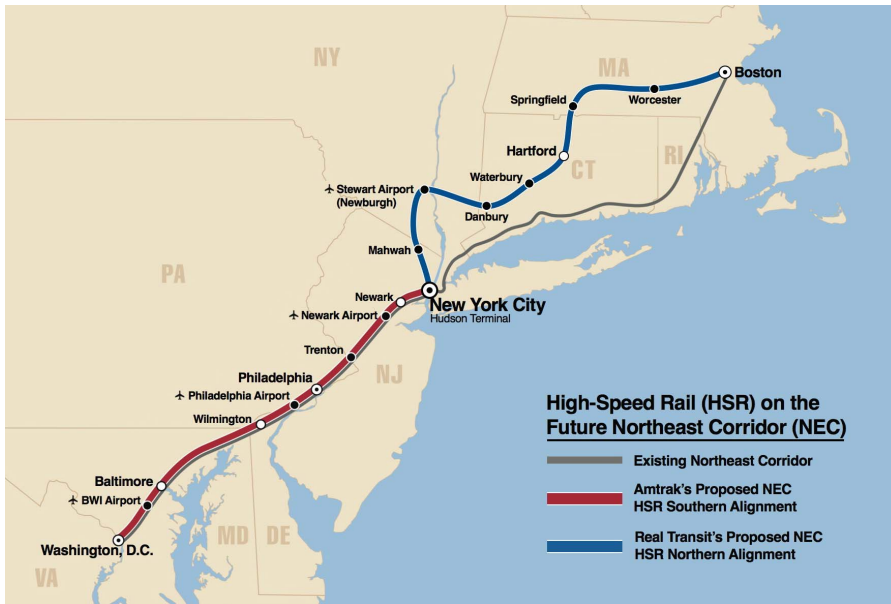 NY
MA
Boston
Springfield
Worcester
Hartford
CT
RI
Waterbury
Stewart Airport
(Newburgh)
Danbury
Mahwah
PA
Newark
New York City
Hudson Terminal
Newark Airport
Trenton
NJ
Philadelphia
Philadelphia Airport
Wilmington
Baltimore
BWI Airport
MD
DE
Washington, D.C.
VA
High-Speed Rail (HSR) on the
Future Northeast Corridor (NEC)
Existing Northeast Corridor
Amtrak's Proposed NEC
HSR Southern Alignment
Real Transit's Proposed NEC
HSR Northern Alignment